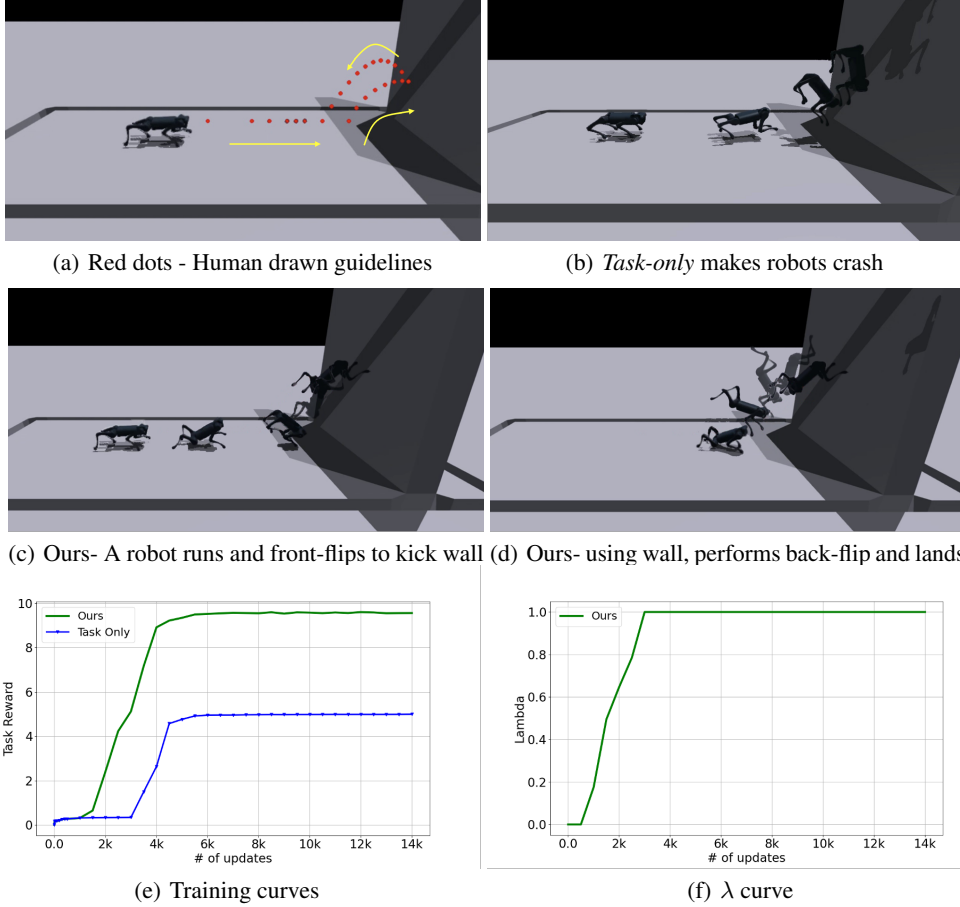 (a) Red dots - Human drawn guidelines
(b) Task-only makes robots crash
(c) Ours- A robot runs and front-flips to kick wall
(d) Ours- using wall, performs back-flip and lands
10
8
6
4
2
0
Task Reward
Ours
Task Only
0.0 2k 4k 6k 8k 10k 12k 14k
# of updates
(e) Training curves
1.0
0.8
0.6
0.4
0.2
0.0
Lambda
Ours
0.0 2k 4k 6k 8k 10k 12k 14k
# of updates
(f) λ curve